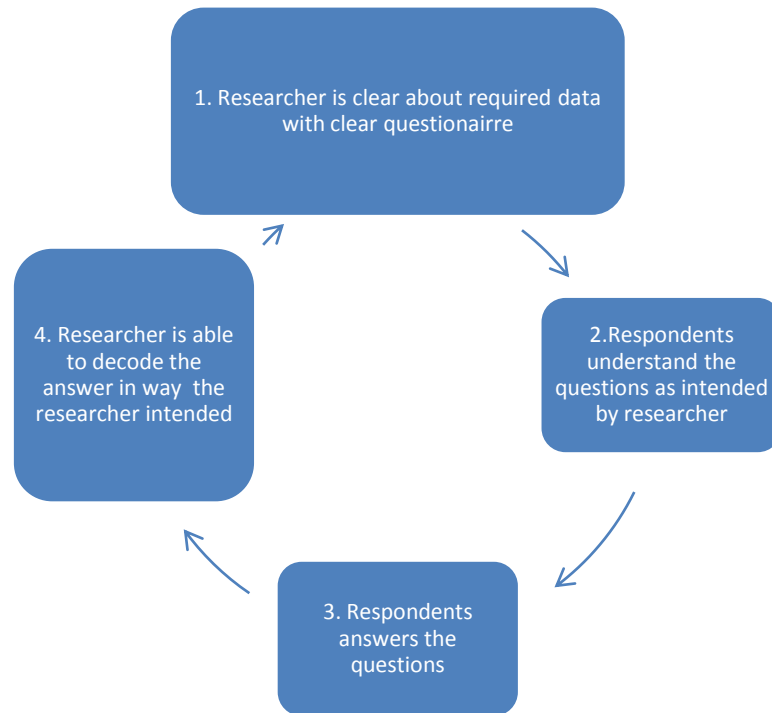 1. Researcher is clear about required data
with clear questionairre
2.Respondents
understand the
questions as intended
by researcher
3. Respondents
answers the
questions
4. Researcher is able
to decode the
answer in way  the
researcher intended